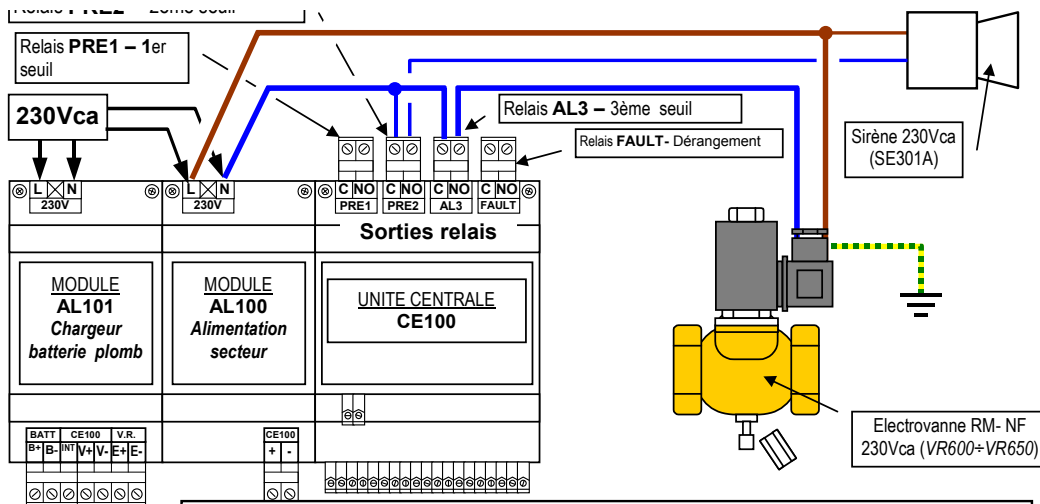 Relais PRE2 – 2ème seuil
Relais PRE1 – 1er
seuil
230Vca
Relais AL3 – 3ème seuil
Relais FAULT- Dérangement
Sirène 230Vca
(SE301A)
L N
230V
L N
230V
C NO C NO C NO C NO
PRE1 PRE2 AL3 FAULT
Sorties relais
MODULE
AL101
Chargeur
batterie plomb
MODULE
AL100
Alimentation
secteur
UNITE CENTRALE
CE100
Electrovanne RM- NF
230Vca (VR600÷VR650)
BATT CE100 V.R.
B+ B- INT V+ V- E+ E-
CE100
+ -